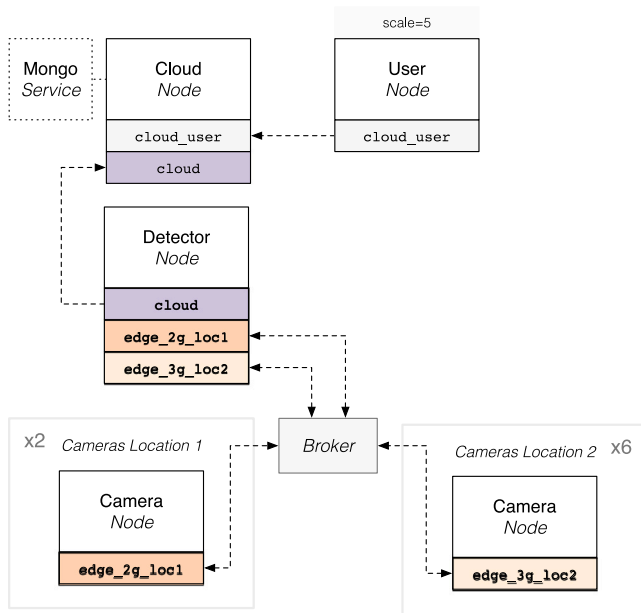 scale=5
Mongo
Service
Cloud
Node
User
Node
cloud_user
cloud_user
cloud
Detector
Node
cloud
edge_2g_loc1
edge_3g_loc2
x2
Cameras Location 1
Broker
Cameras Location 2
x6
Camera
Node
edge_2g_loc1
Camera
Node
edge_3g_loc2